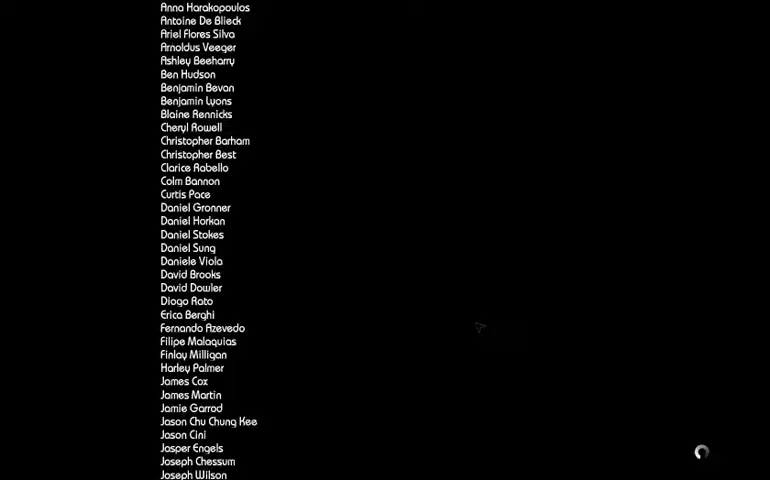 Anna Harakopoulos
Antoine De Blieck
Ariel Flores Silva
Arnoldus Veeger
Ashley Beeharry
Ben Hudson
Benjamin Bevan
Benjamin Lyons
Blaine Rennicks
Cheryl Rowell
Christopher Barham
Christopher Best
Clarice Rabello
Colm Bannon
Curtis Pace
Daniel Gronner
Daniel Horkan
Daniel Stokes
Daniel Sung
Daniele Viola
David Brooks
David Dowler
Diogo Rato
Erica Berghi
Fernando Azevedo
Filipe Malaquias
Finlay Milligan
Harley Palmer
James Cox
James Martin
Jamie Garrod
Jason Chu Chung Kee
Jason Cini
Jasper Engels
Joseph Chessum
Joseph Wilson